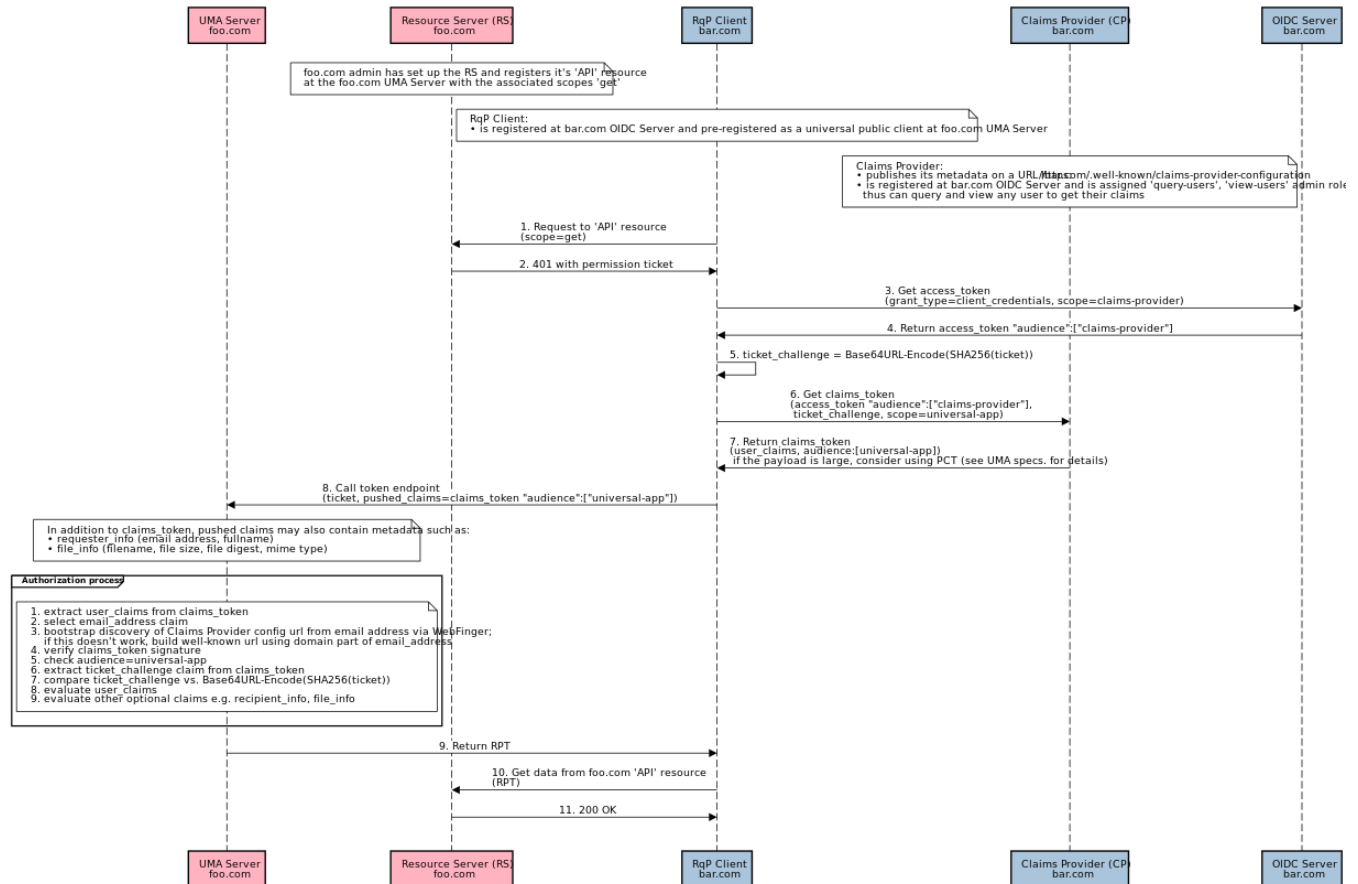 UMA Server
foo.com
Resource Server (RS)
foo.com
RqP Client
bar.com
Claims Provider (CP)
bar.com
OIDC Server
bar.com
foo.com admin has set up the RS and registers it's 'API' resource
at the foo.com UMA Server with the associated scopes 'get'
RqP Client:
• is registered at bar.com OIDC Server and pre-registered as a universal public client at foo.com UMA Server
Claims Provider:
• publishes its metadata on a URL /.well-known/claims-provider-configuration
• is registered at bar.com OIDC Server and is assigned 'query-users', 'view-users' admin role
thus can query and view any user to get their claims
1. Request to 'API' resource
(scope=get)
2. 401 with permission ticket
3. Get access_token
(grant_type=client_credentials, scope=claims-provider)
4. Return access_token "audience":["claims-provider"]
5. ticket_challenge = Base64URL-Encode(SHA256(ticket))
6. Get claims_token
(access_token "audience":["claims-provider"],
ticket_challenge, scope=universal-app)
7. Return claims_token
(user_claims, audience:[universal-app])
if the payload is large, consider using PCT (see UMA specs. for details)
8. Call token endpoint
(ticket, pushed_claims=claims_token "audience":["universal-app"])
In addition to claims_token, pushed claims may also contain metadata such as:
• requester_info (email address, fullname)
• file_info (filename, file size, file digest, mime type)
Authorization process
1. extract user_claims from claims_token
2. select email_address claim
3. bootstrap discovery of Claims Provider config url from email address via WebFinger;
if this doesn't work, build well-known url using domain part of email_address
4. verify claims_token signature
5. check audience=universal-app
6. extract ticket_challenge claim from claims_token
7. compare ticket_challenge vs. Base64URL-Encode(SHA256(ticket))
8. evaluate user_claims
9. evaluate other optional claims e.g. recipient_info, file_info
9. Return RPT
10. Get data from foo.com 'API' resource
(RPT)
11. 200 OK
UMA Server
foo.com
Resource Server (RS)
foo.com
RqP Client
bar.com
Claims Provider (CP)
bar.com
OIDC Server
bar.com